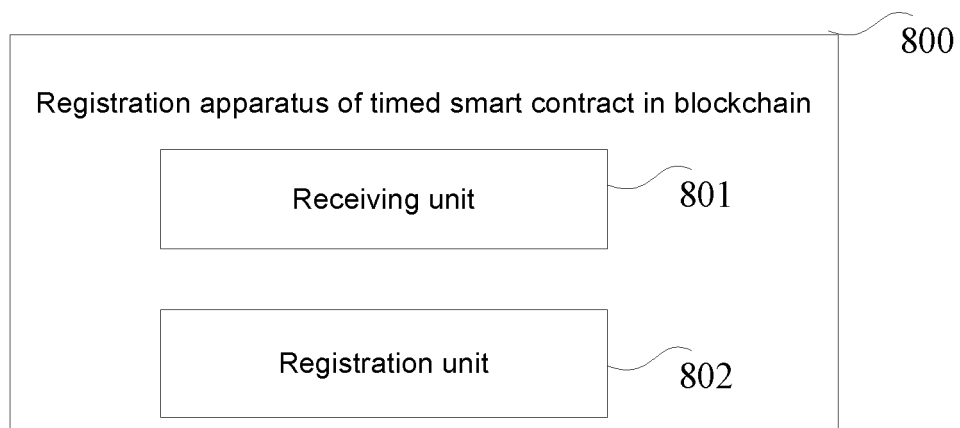 800
Registration apparatus of timed smart contract in blockchain
Receiving unit
801
Registration unit
802